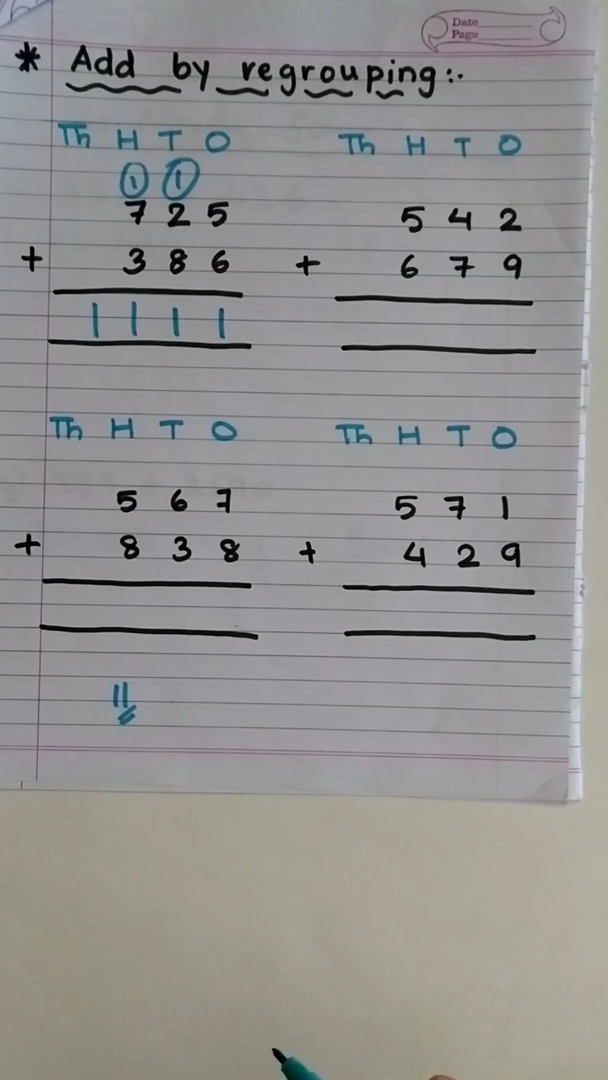 Date
Page
* Add by regrouping:-
Th H T O
1 1
7 2 5
+ 3 8 6
1 1 1 1
Th H T O
5 4 2
+ 6 7 9
Th H T O
5 6 7
+ 8 3 8
Th H T O
5 7 1
+ 4 2 9
11